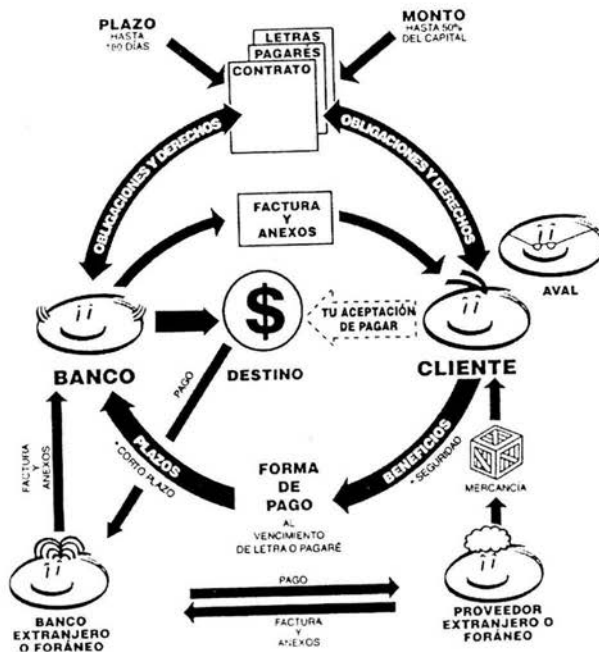 PLAZO
HASTA
180 DÍAS
MONTO
HASTA 50%
DEL CAPITAL
LETRAS
PAGARÉS
CONTRATO
OBLIGACIONES Y DERECHOS
OBLIGACIONES Y DERECHOS
FACTURA
Y
ANEXOS
AVAL
$
TU ACEPTACIÓN
DE PAGAR
BANCO
DESTINO
CLIENTE
PAGO
FACTURA
Y
ANEXOS
PLAZOS
• CORTO PLAZO
FORMA
DE
PAGO
AL
VENCIMIENTO
DE LETRA O PAGARÉ
BENEFICIOS
• SEGURIDAD
MERCANCÍA
BANCO
EXTRANJERO
O FORÁNEO
PAGO
FACTURA
Y
ANEXOS
PROVEEDOR
EXTRANJERO O
FORÁNEO